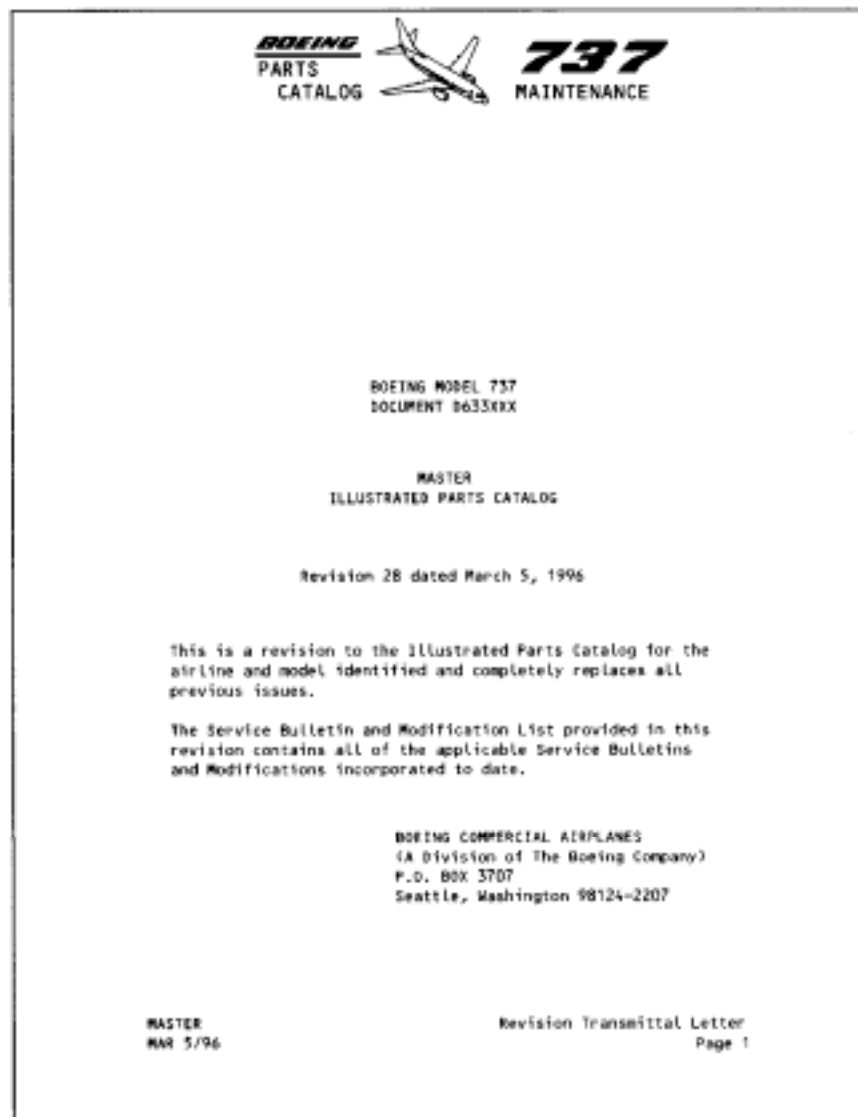 BOEING
PARTS
CATALOG
737
MAINTENANCE
BOEING MODEL 737
DOCUMENT D633XXX
MASTER
ILLUSTRATED PARTS CATALOG
Revision 28 dated March 5, 1996
This is a revision to the Illustrated Parts Catalog for the
airline and model identified and completely replaces all
previous issues.
The Service Bulletin and Modification List provided in this
revision contains all of the applicable Service Bulletins
and Modifications incorporated to date.
BOEING COMMERCIAL AIRPLANES
(A Division of The Boeing Company)
P.O. BOX 3707
Seattle, Washington 98124-2207
MASTER
MAR 5/96
Revision Transmittal Letter
Page 1